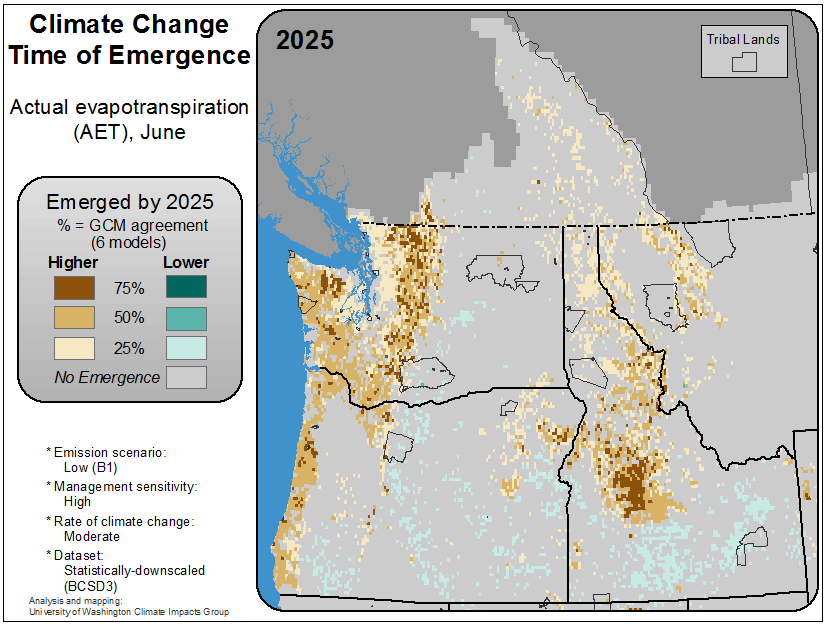 Climate Change
Time of Emergence
Actual evapotranspiration
(AET), June
Emerged by 2025
% = GCM agreement
(6 models)
Higher
Lower
75%
50%
25%
No Emergence
* Emission scenario:
Low (B1)
* Management sensitivity:
High
* Rate of climate change:
Moderate
* Dataset:
Statistically-downscaled
(BCSD3)
Analysis and mapping:
University of Washington Climate Impacts Group
2025
Tribal Lands